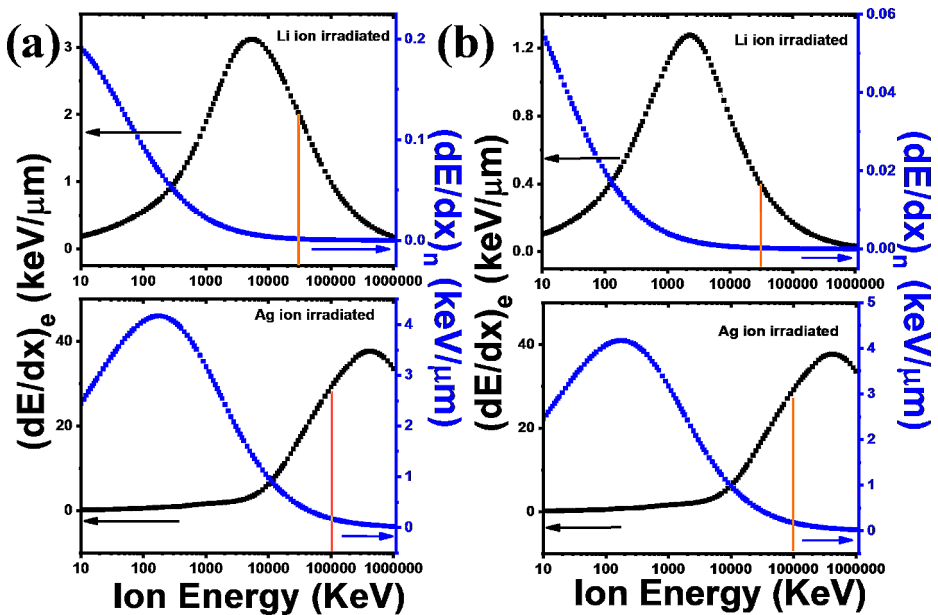 (a)
Li ion irradiated
3
2
1
0
0.2
0.1
0.0
10 100 1000 10000 100000 1000000
Ag ion irradiated
40
20
0
4
3
2
1
0
10 100 1000 10000 100000 1000000
(dE/dx)e (keV/μm)
(dE/dx)n (keV/μm)
Ion Energy (KeV)
(b)
Li ion irradiated
1.2
0.8
0.4
0.0
0.06
0.04
0.02
0.00
10 100 1000 10000 100000 1000000
Ag ion irradiated
40
20
0
5
4
3
2
1
0
10 100 1000 10000 100000 1000000
(dE/dx)e (keV/μm)
(dE/dx)n (keV/μm)
Ion Energy (KeV)